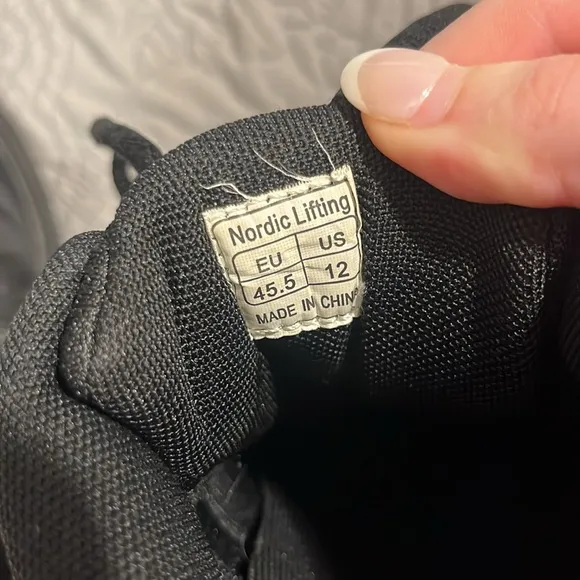 Nordic Lifting
EU US
45.5 12
MADE IN CHINA